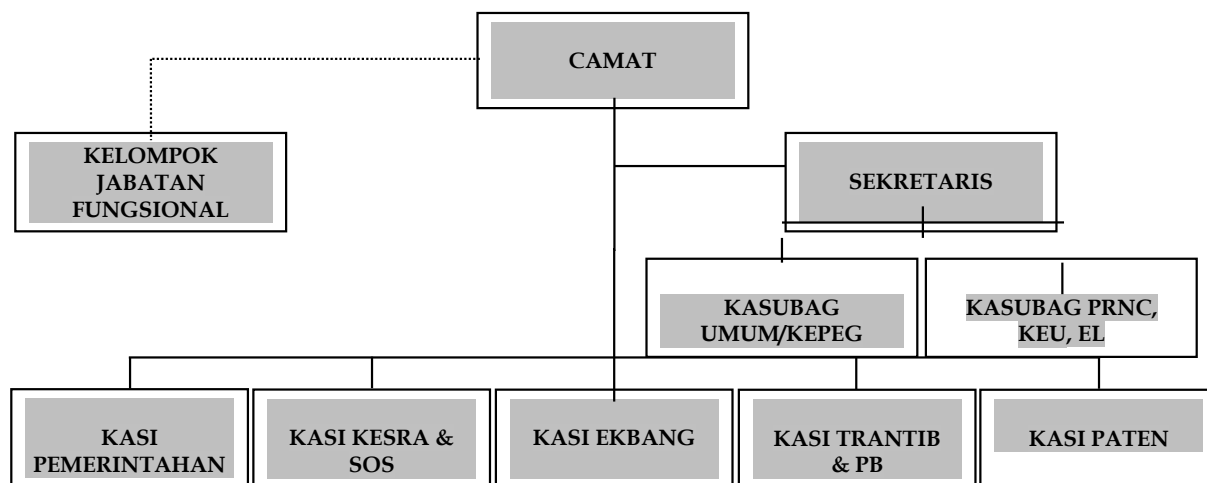 CAMAT
KELOMPOK
JABATAN
FUNGSIONAL
SEKRETARIS
KASUBAG
UMUM/KEPEG
KASUBAG PRNC,
KEU, EL
KASI
PEMERINTAHAN
KASI KESRA &
SOS
KASI EKBANG
KASI TRANTIB
& PB
KASI PATEN